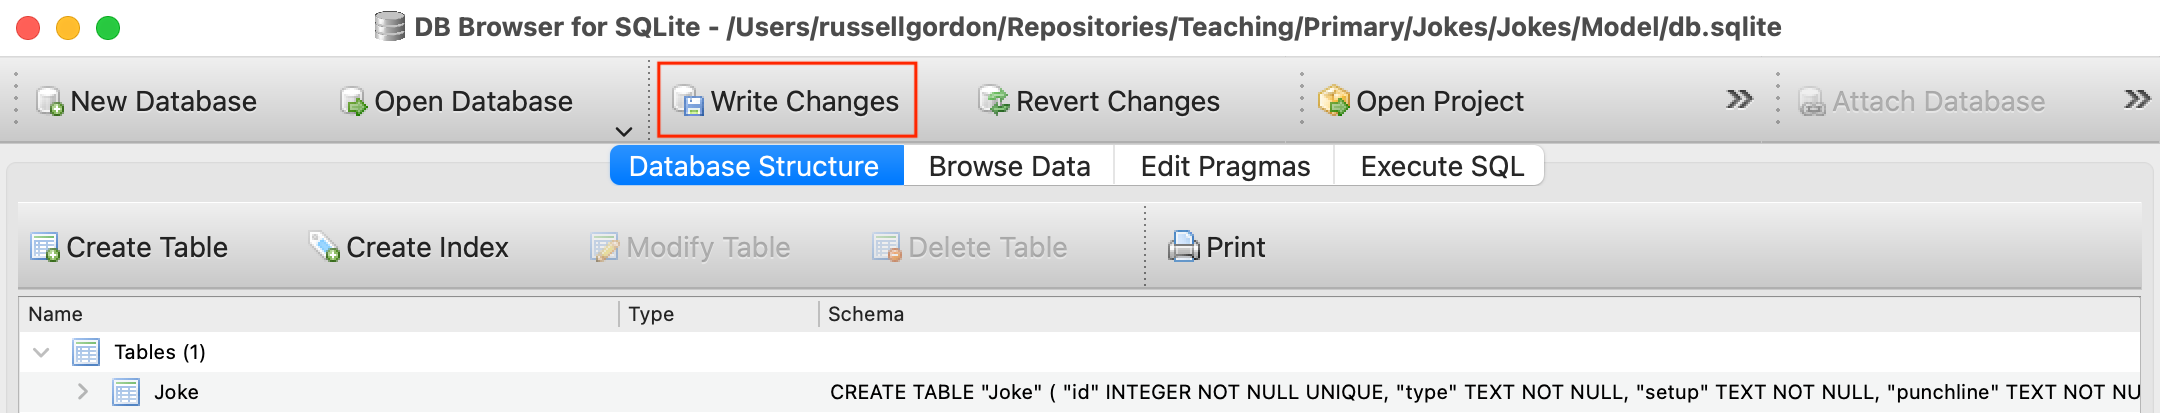 DB Browser for SQLite - /Users/russellgordon/Repositories/Teaching/Primary/Jokes/Jokes/Model/db.sqlite
New Database Open Database Write Changes Revert Changes Open Project Attach Database
Database Structure Browse Data Edit Pragmas Execute SQL
Create Table Create Index Modify Table Delete Table Print
Name Type Schema
Tables (1)
Joke CREATE TABLE "Joke" ( "id" INTEGER NOT NULL UNIQUE, "type" TEXT NOT NULL, "setup" TEXT NOT NULL, "punchline" TEXT NOT NU